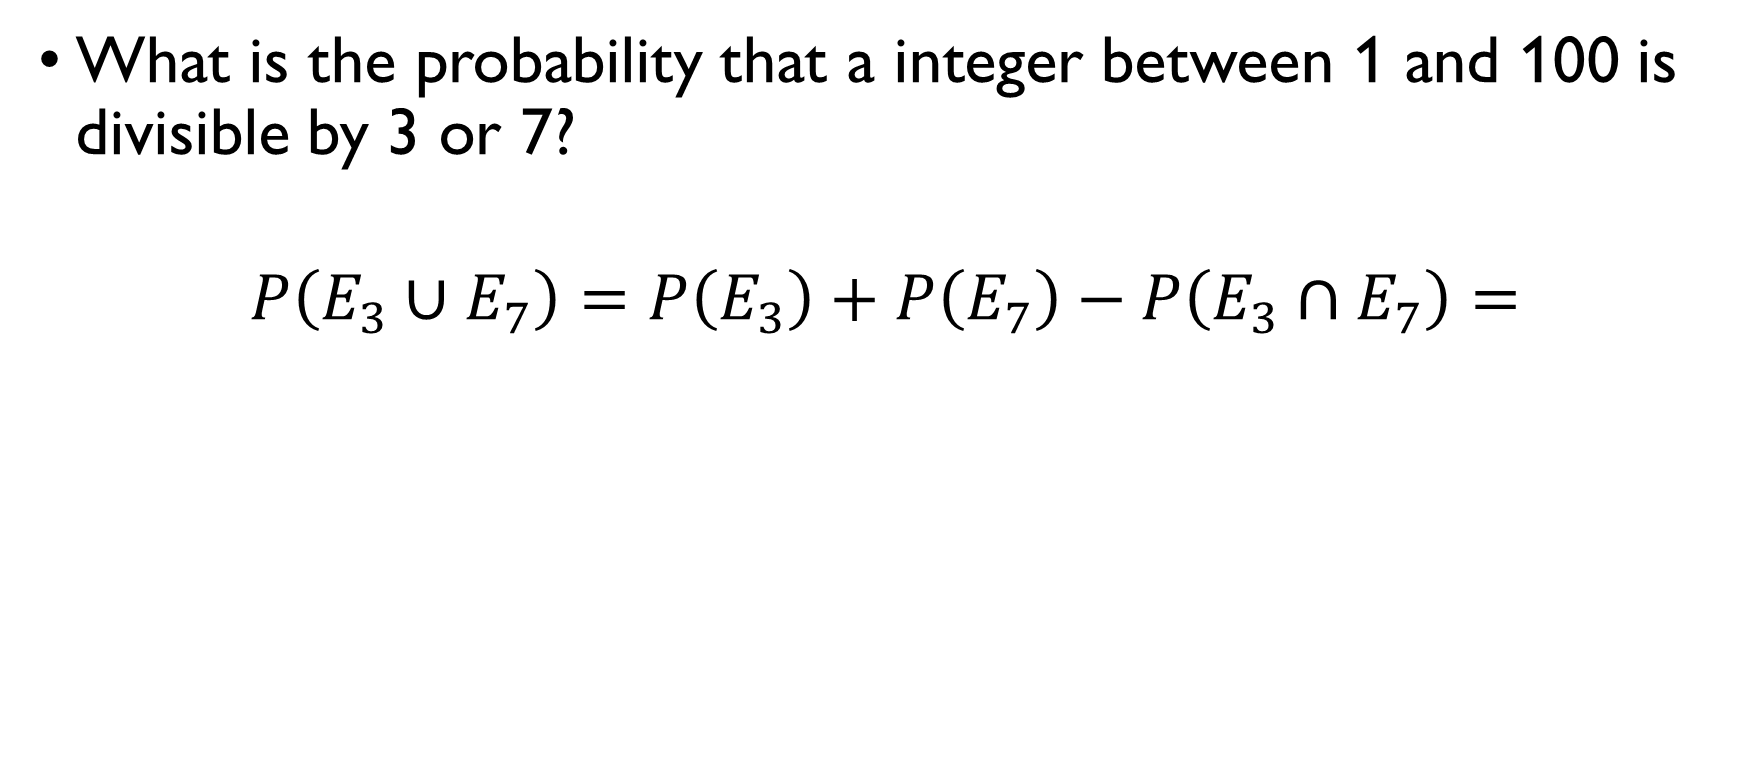 • What is the probability that a integer between 1 and 100 is
divisible by 3 or 7?
𝑃(𝐸₃ ∪ 𝐸₇) = 𝑃(𝐸₃) + 𝑃(𝐸₇) − 𝑃(𝐸₃ ∩ 𝐸₇) =